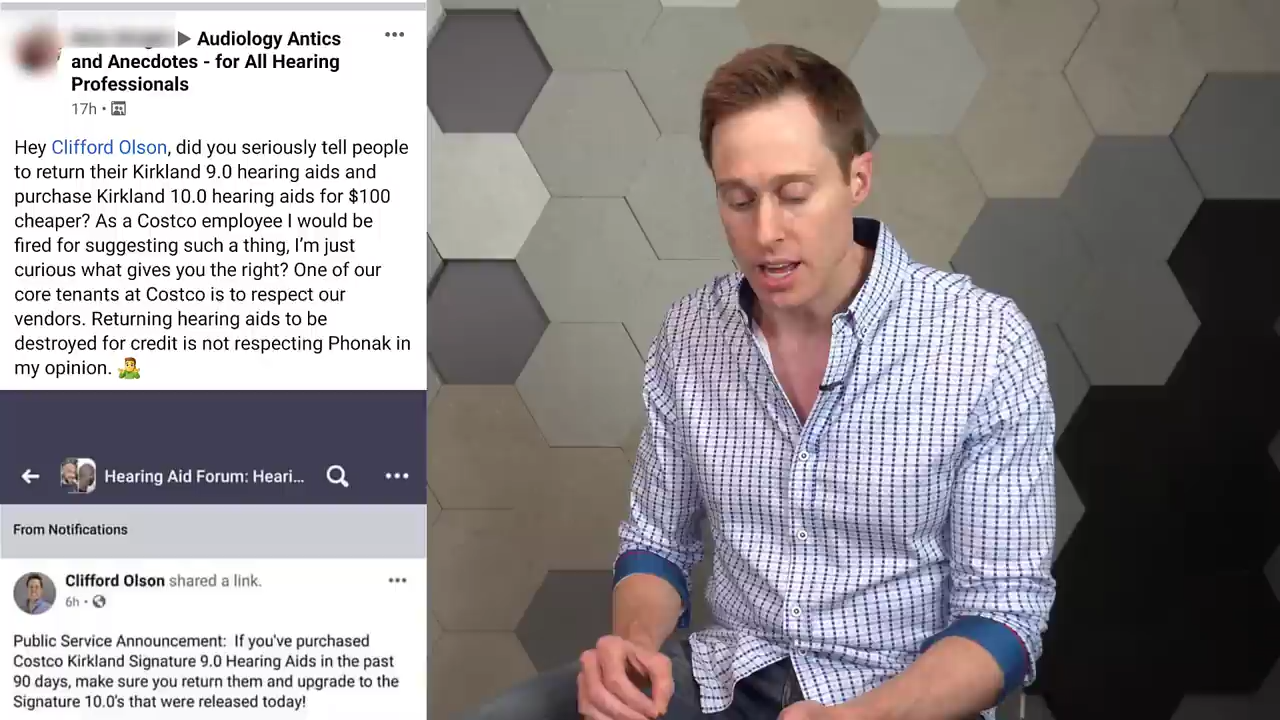 Audiology Antics
and Anecdotes - for All Hearing
Professionals
17h
Hey Clifford Olson, did you seriously tell people
to return their Kirkland 9.0 hearing aids and
purchase Kirkland 10.0 hearing aids for $100
cheaper? As a Costco employee I would be
fired for suggesting such a thing, I'm just
curious what gives you the right? One of our
core tenants at Costco is to respect our
vendors. Returning hearing aids to be
destroyed for credit is not respecting Phonak in
my opinion.
Hearing Aid Forum: Heari...
From Notifications
Clifford Olson shared a link.
6h
Public Service Announcement: If you've purchased
Costco Kirkland Signature 9.0 Hearing Aids in the past
90 days, make sure you return them and upgrade to the
Signature 10.0's that were released today!